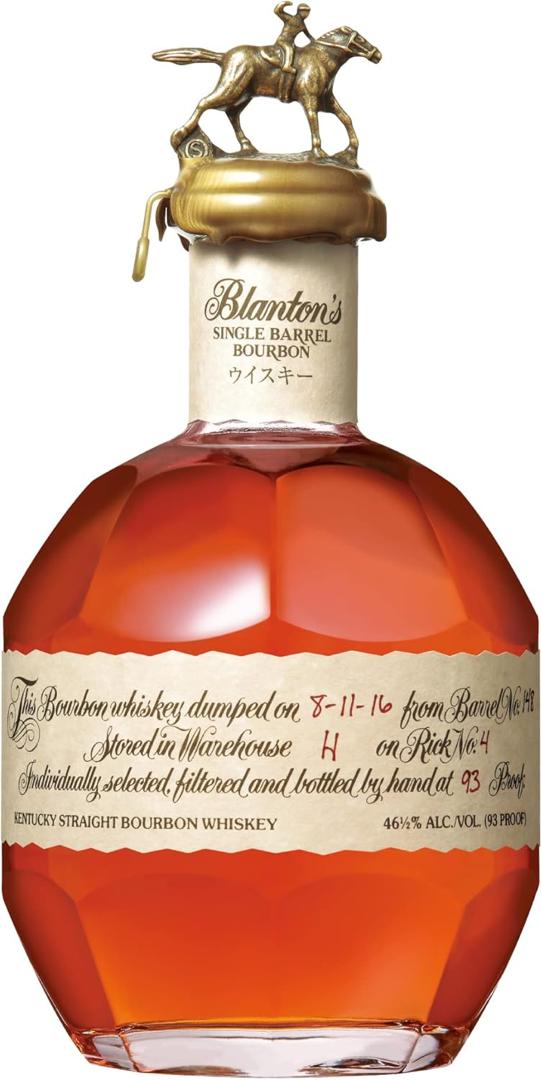 S
Blanton's
SINGLE BARREL
BOURBON
ウイスキー
This Bourbon whiskey dumped on 8-11-16 from Barrel No. 148
Stored in Warehouse H on Rick No. 4
Individually selected, filtered and bottled by hand at 93 Proof.
KENTUCKY STRAIGHT BOURBON WHISKEY 46½% ALC./VOL. (93 PROOF)